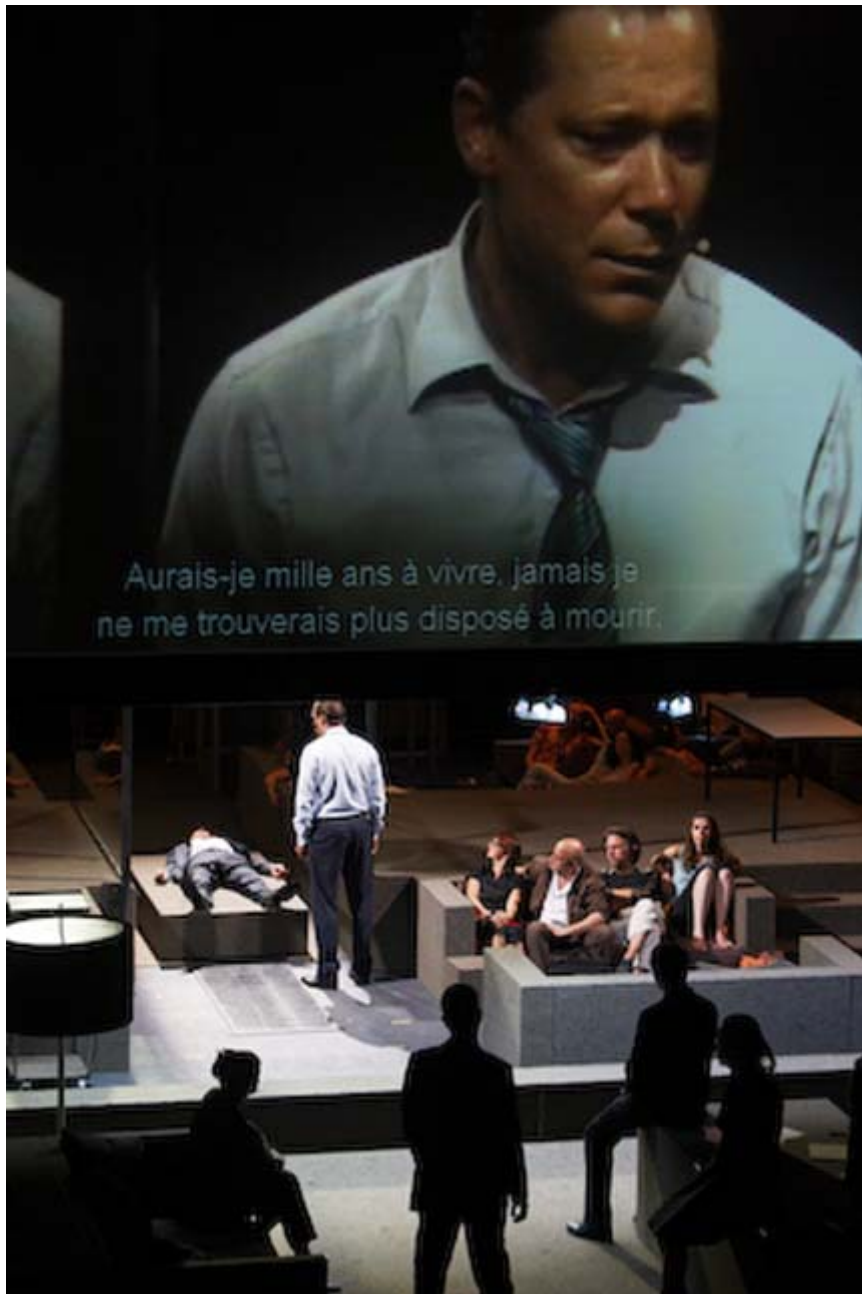 Aurais-je mille ans à vivre, jamais je
ne me trouverais plus disposé à mourir.